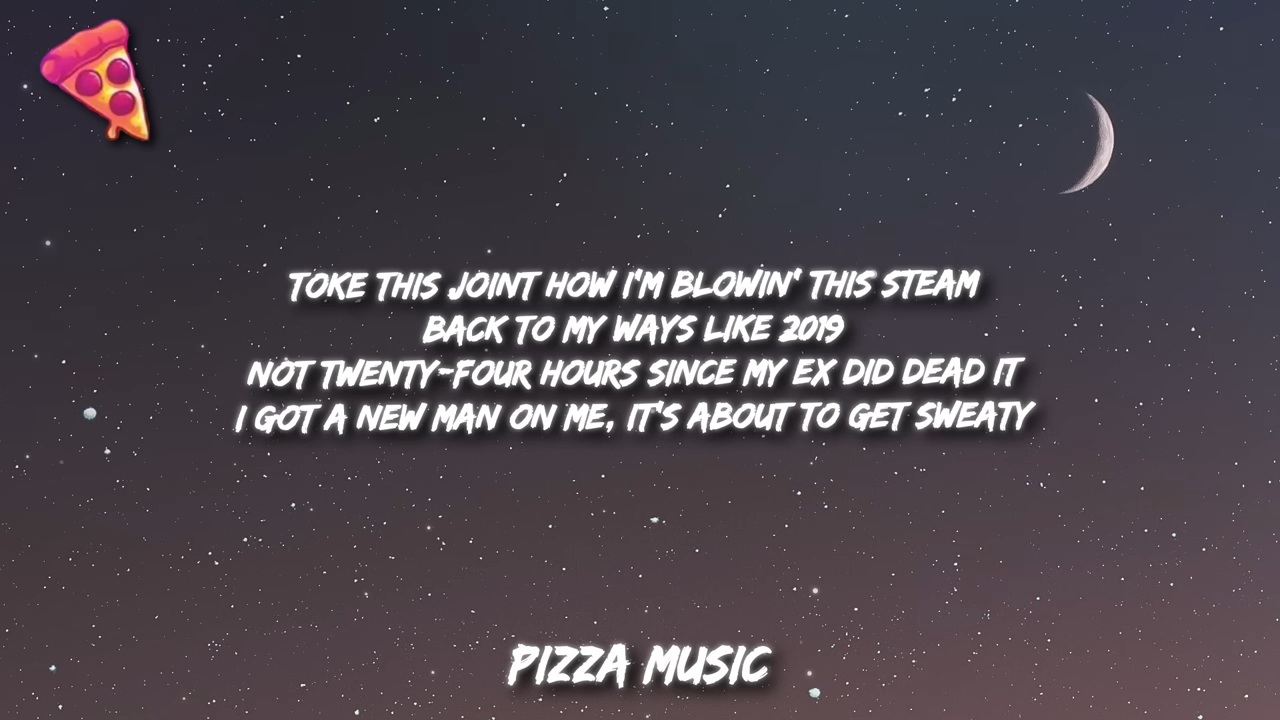 TOKE THIS JOINT HOW I'M BLOWIN' THIS STEAM
BACK TO MY WAYS LIKE 2019
NOT TWENTY-FOUR HOURS SINCE MY EX DID DEAD IT
I GOT A NEW MAN ON ME, IT'S ABOUT TO GET SWEATY
PIZZA MUSIC